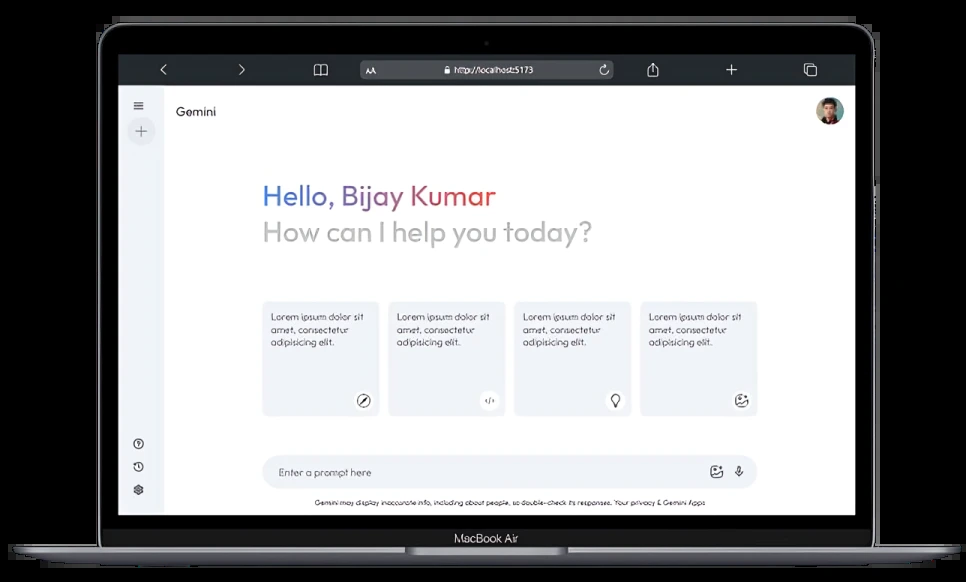 AA http://localhost:5173
Gemini
Hello, Bijay Kumar
How can I help you today?
Lorem ipsum dolor sit
amet, consectetur
adipisicing elit.
Lorem ipsum dolor sit
amet, consectetur
adipisicing elit.
Lorem ipsum dolor sit
amet, consectetur
adipisicing elit.
Lorem ipsum dolor sit
amet, consectetur
adipisicing elit.
Enter a prompt here
Gemini may display inaccurate info, including about people, so double-check its responses. Your privacy & Gemini Apps
MacBook Air